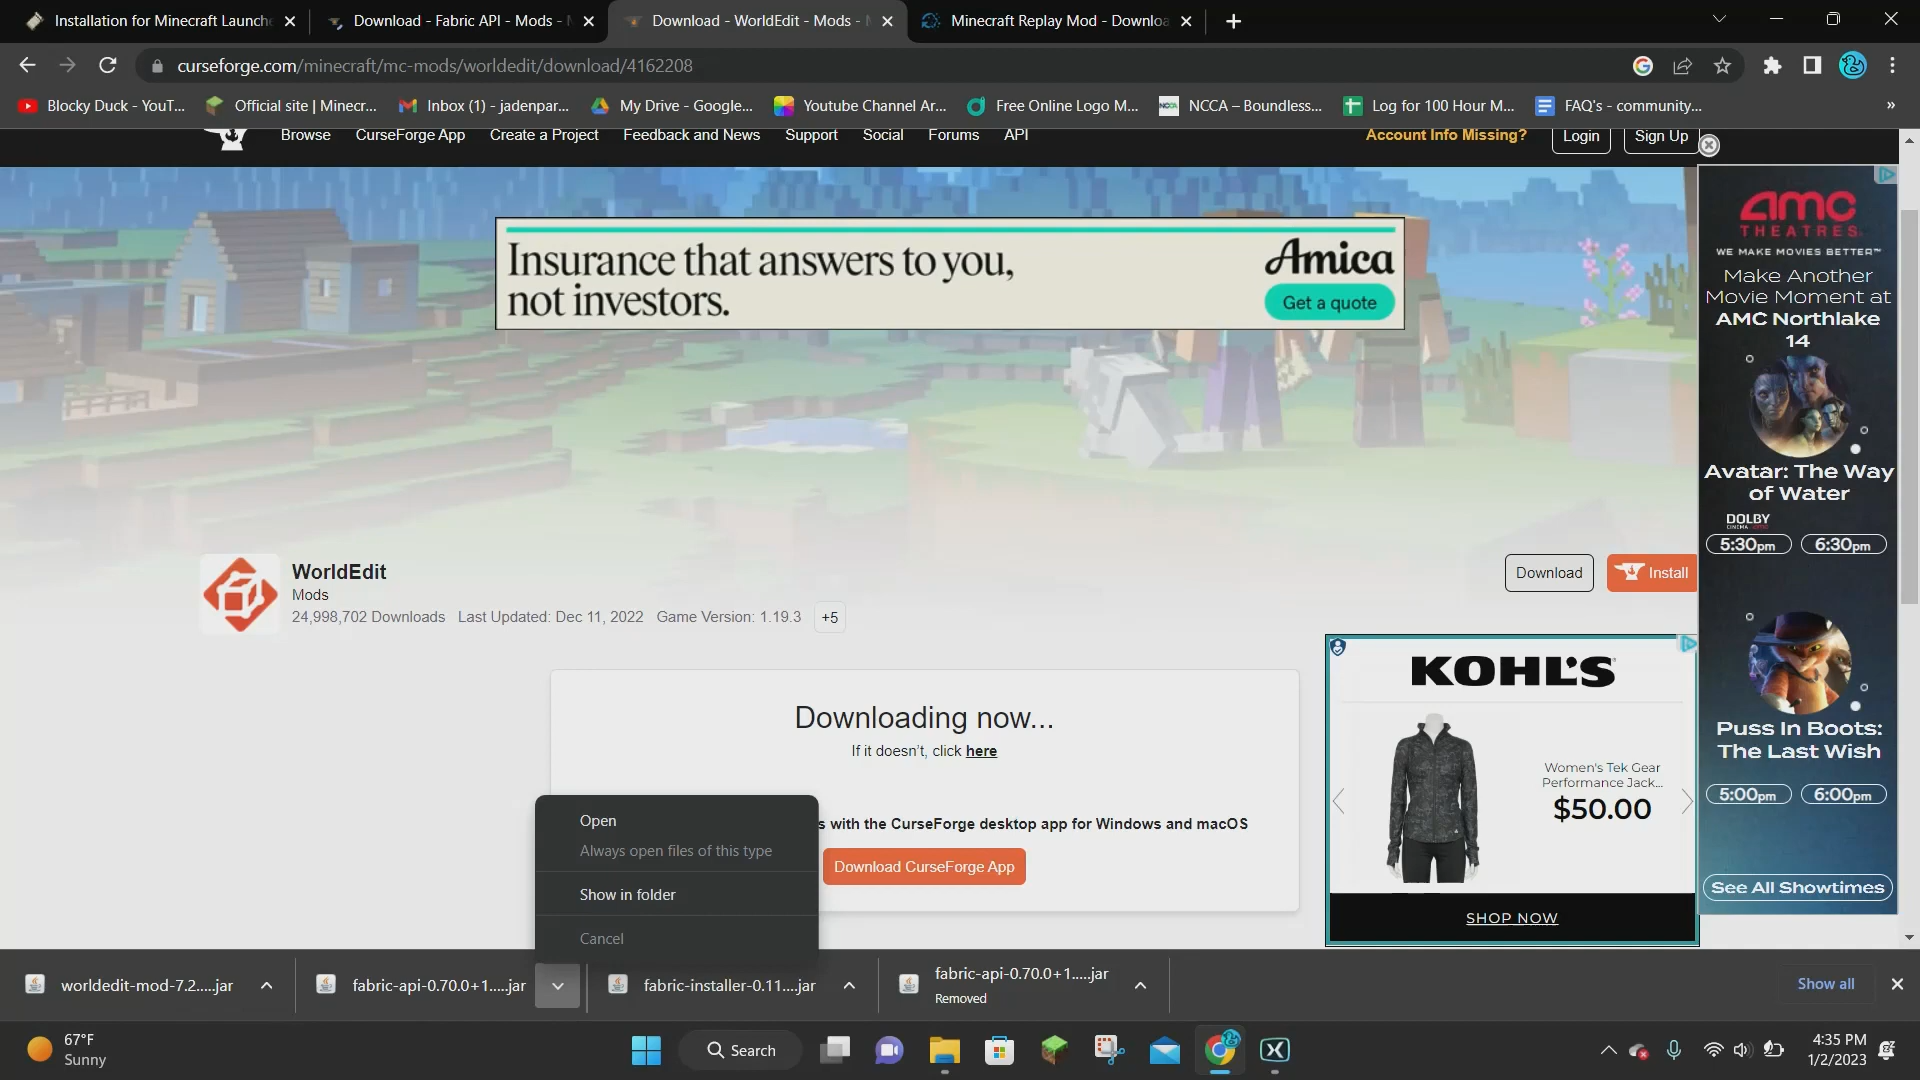 Installation for Minecraft Launche
Download - Fabric API - Mods -
Download - WorldEdit - Mods -
Minecraft Replay Mod - Downloa
curseforge.com/minecraft/mc-mods/worldedit/download/4162208
Blocky Duck - YouT...
Official site | Minecr...
Inbox (1) - jadenpar...
My Drive - Google...
Youtube Channel Ar...
Free Online Logo M...
NCCA
NCCA – Boundless...
Log for 100 Hour M...
FAQ's - community...
»
Browse
CurseForge App
Create a Project
Feedback and News
Support
Social
Forums
API
Account Info Missing?
Login
Sign Up
Insurance that answers to you,
not investors.
Amica
Get a quote
amc
THEATRES
WE MAKE MOVIES BETTER™
Make Another
Movie Moment at
AMC Northlake
14
Avatar: The Way
of Water
DOLBY
CINEMA
5:30pm
6:30pm
Puss In Boots:
The Last Wish
5:00pm
6:00pm
See All Showtimes
WorldEdit
Mods
24,998,702 Downloads Last Updated: Dec 11, 2022 Game Version: 1.19.3 +5
Download
Install
Downloading now...
If it doesn't, click here
s with the CurseForge desktop app for Windows and macOS
Download CurseForge App
KOHL'S
Women's Tek Gear
Performance Jack...
$50.00
SHOP NOW
Open
Always open files of this type
Show in folder
Cancel
worldedit-mod-7.2.....jar
fabric-api-0.70.0+1.....jar
fabric-installer-0.11....jar
fabric-api-0.70.0+1.....jar
Removed
Show all
67°F
Sunny
Search
4:35 PM
1/2/2023